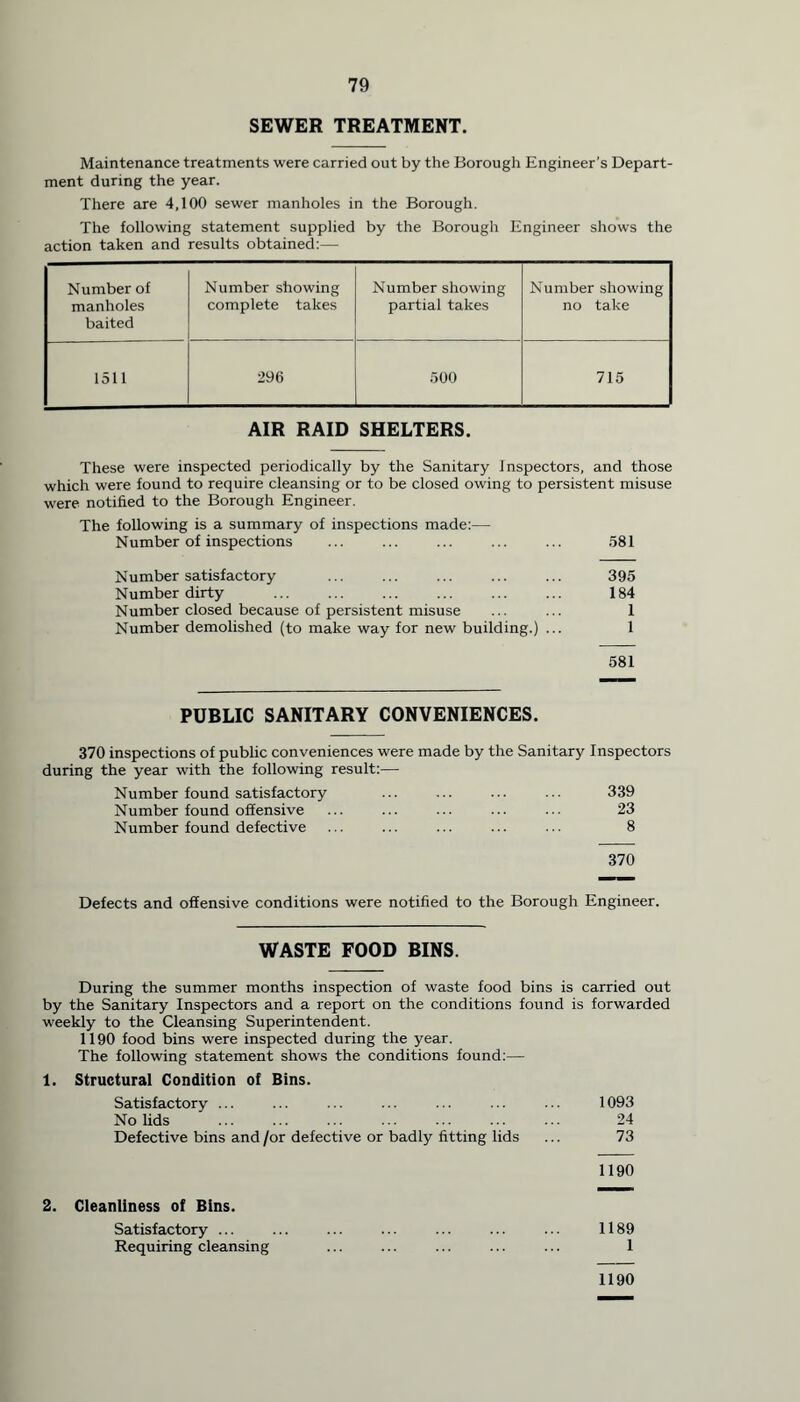 79
SEWER TREATMENT.
Maintenance treatments were carried out by the Borough Engineer's Depart-
ment during the year.
There are 4,100 sewer manholes in the Borough.
The following statement supplied by the Borough Engineer shows the
action taken and results obtained:—
Number of manholes baited | Number showing complete takes | Number showing partial takes | Number showing no take
1511 | 296 | 500 | 715
AIR RAID SHELTERS.
These were inspected periodically by the Sanitary Inspectors, and those
which were found to require cleansing or to be closed owing to persistent misuse
were notified to the Borough Engineer.
The following is a summary of inspections made:—
Number of inspections ... ... ... ... ... 581
Number satisfactory ... ... ... ... ... 395
Number dirty ... ... ... ... ... ... 184
Number closed because of persistent misuse ... ... 1
Number demolished (to make way for new building.) ... 1
581
PUBLIC SANITARY CONVENIENCES.
370 inspections of public conveniences were made by the Sanitary Inspectors
during the year with the following result:—
Number found satisfactory ... ... ... ... 339
Number found offensive ... ... ... ... ... 23
Number found defective ... ... ... ... ... 8
370
Defects and offensive conditions were notified to the Borough Engineer.
WASTE FOOD BINS.
During the summer months inspection of waste food bins is carried out
by the Sanitary Inspectors and a report on the conditions found is forwarded
weekly to the Cleansing Superintendent.
1190 food bins were inspected during the year.
The following statement shows the conditions found:—
1. Structural Condition of Bins.
Satisfactory ... ... ... ... ... ... ... 1093
No lids ... ... ... ... ... ... ... 24
Defective bins and/or defective or badly fitting lids ... 73
1190
2. Cleanliness of Bins.
Satisfactory ... ... ... ... ... ... ... 1189
Requiring cleansing ... ... ... ... ... 1
1190